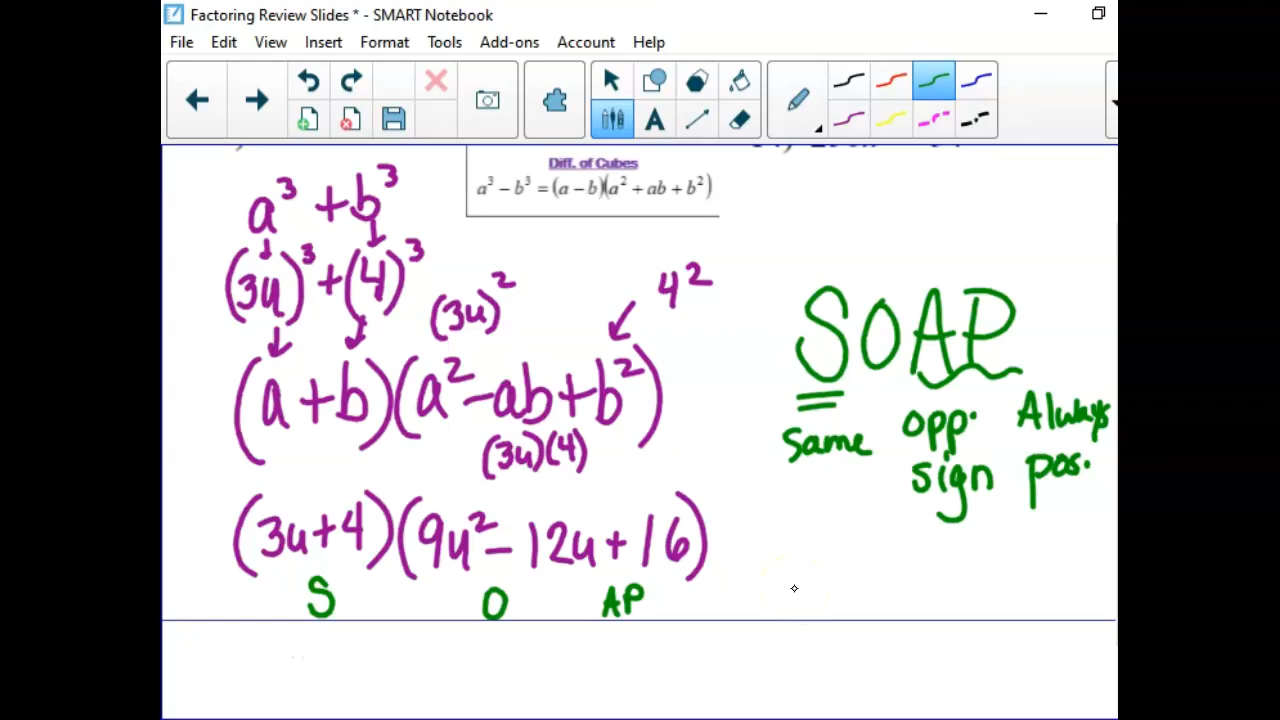 Factoring Review Slides * - SMART Notebook
File Edit View Insert Format Tools Add-ons Account Help
Diff. of Cubes
a³ − b³ = (a − b)(a² + ab + b²)
a³ + b³
(3u)³ + (4)³
(3u)²
4²
(a + b)(a² − ab + b²)
(3u)(4)
(3u + 4)(9u² − 12u + 16)
S O AP
SOAP
same opp. Always
sign pos.